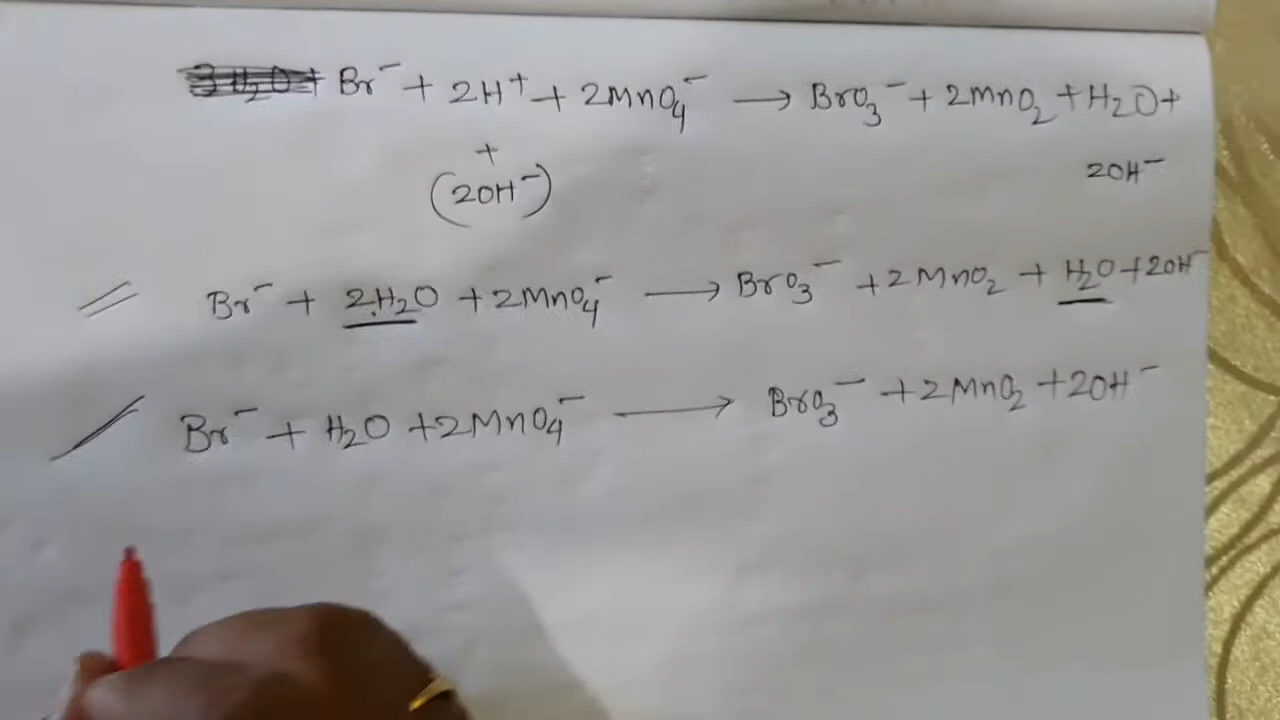 3H₂O + Br⁻ + 2H⁺ + 2MnO₄⁻ → BrO₃⁻ + 2MnO₂ + H₂O +
+
(2OH⁻) 2OH⁻
Br⁻ + 2H₂O + 2MnO₄⁻ → BrO₃⁻ + 2MnO₂ + H₂O + 2OH⁻
Br⁻ + H₂O + 2MnO₄⁻ → BrO₃⁻ + 2MnO₂ + 2OH⁻